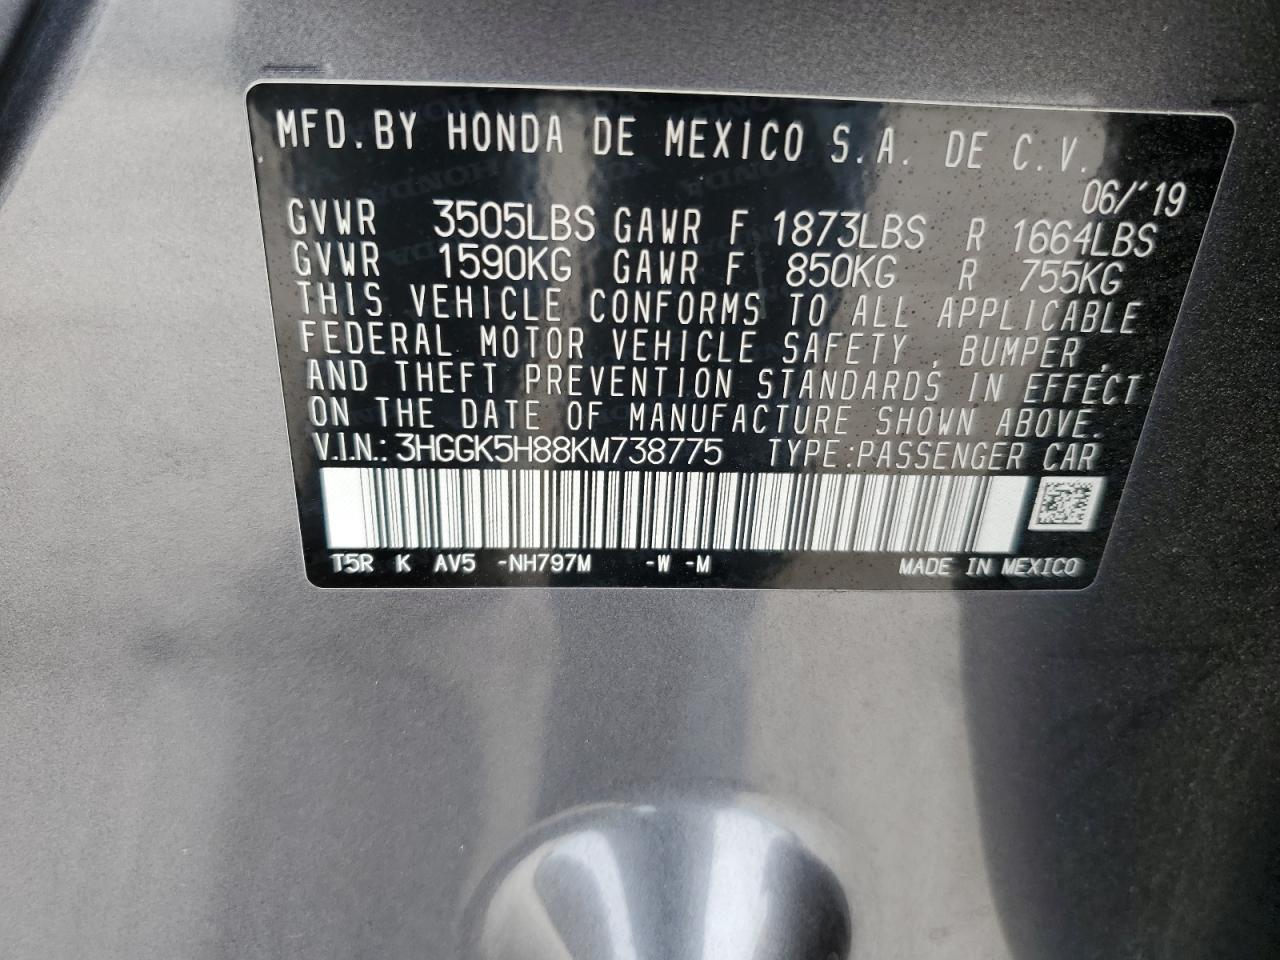 MFD.BY HONDA DE MEXICO S.A. DE C.V.
06/'19
GVWR 3505LBS GAWR F 1873LBS R 1664LBS
GVWR 1590KG GAWR F 850KG R 755KG
THIS VEHICLE CONFORMS TO ALL APPLICABLE
FEDERAL MOTOR VEHICLE SAFETY, BUMPER,
AND THEFT PREVENTION STANDARDS IN EFFECT
ON THE DATE OF MANUFACTURE SHOWN ABOVE.
V.I.N.: 3HGGK5H88KM738775 TYPE:PASSENGER CAR
T5R K AV5 -NH797M -W -M MADE IN MEXICO